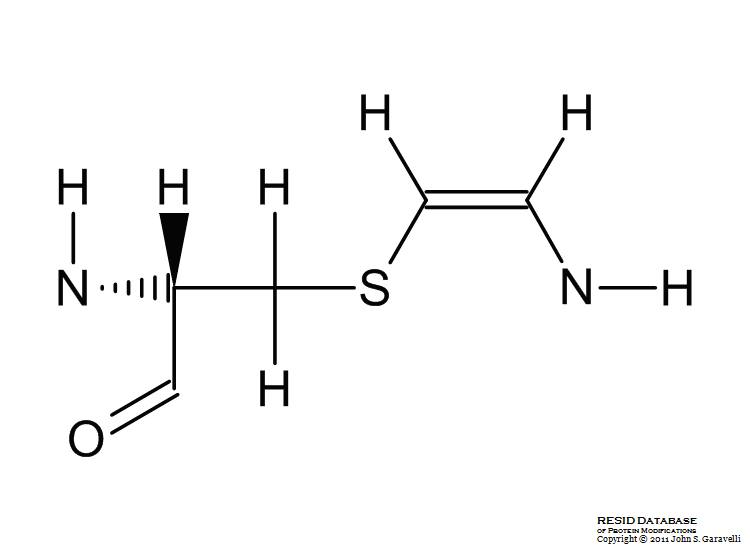 H H
H H H
N S N H
H
O
RESID DATABASE
OF PROTEIN MODIFICATIONS
Copyright © 2011 John S. Garavelli